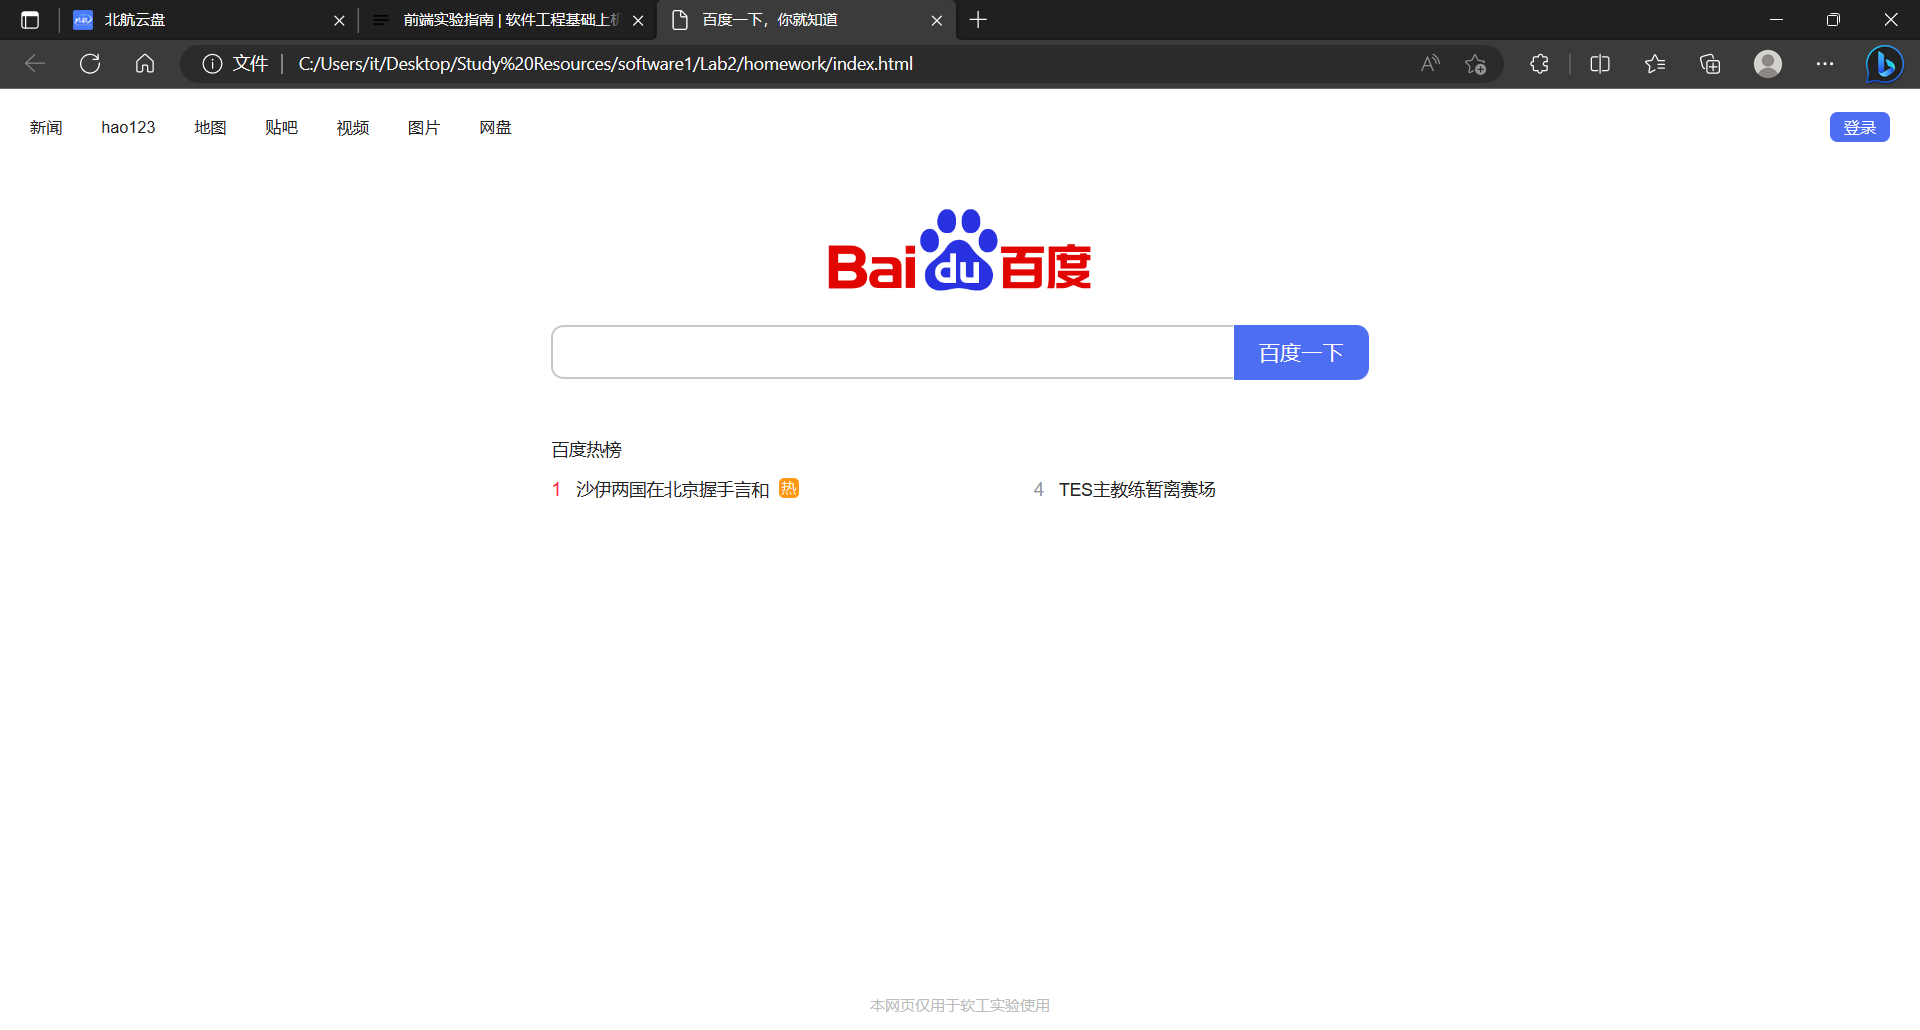 北航云盘
前端实验指南 | 软件工程基础上机
百度一下，你就知道
文件
C:/Users/it/Desktop/Study%20Resources/software1/Lab2/homework/index.html
新闻 hao123 地图 贴吧 视频 图片 网盘 登录
Bai du 百度
百度一下
百度热榜
1 沙伊两国在北京握手言和 热
4 TES主教练暂离赛场
本网页仅用于软工实验使用